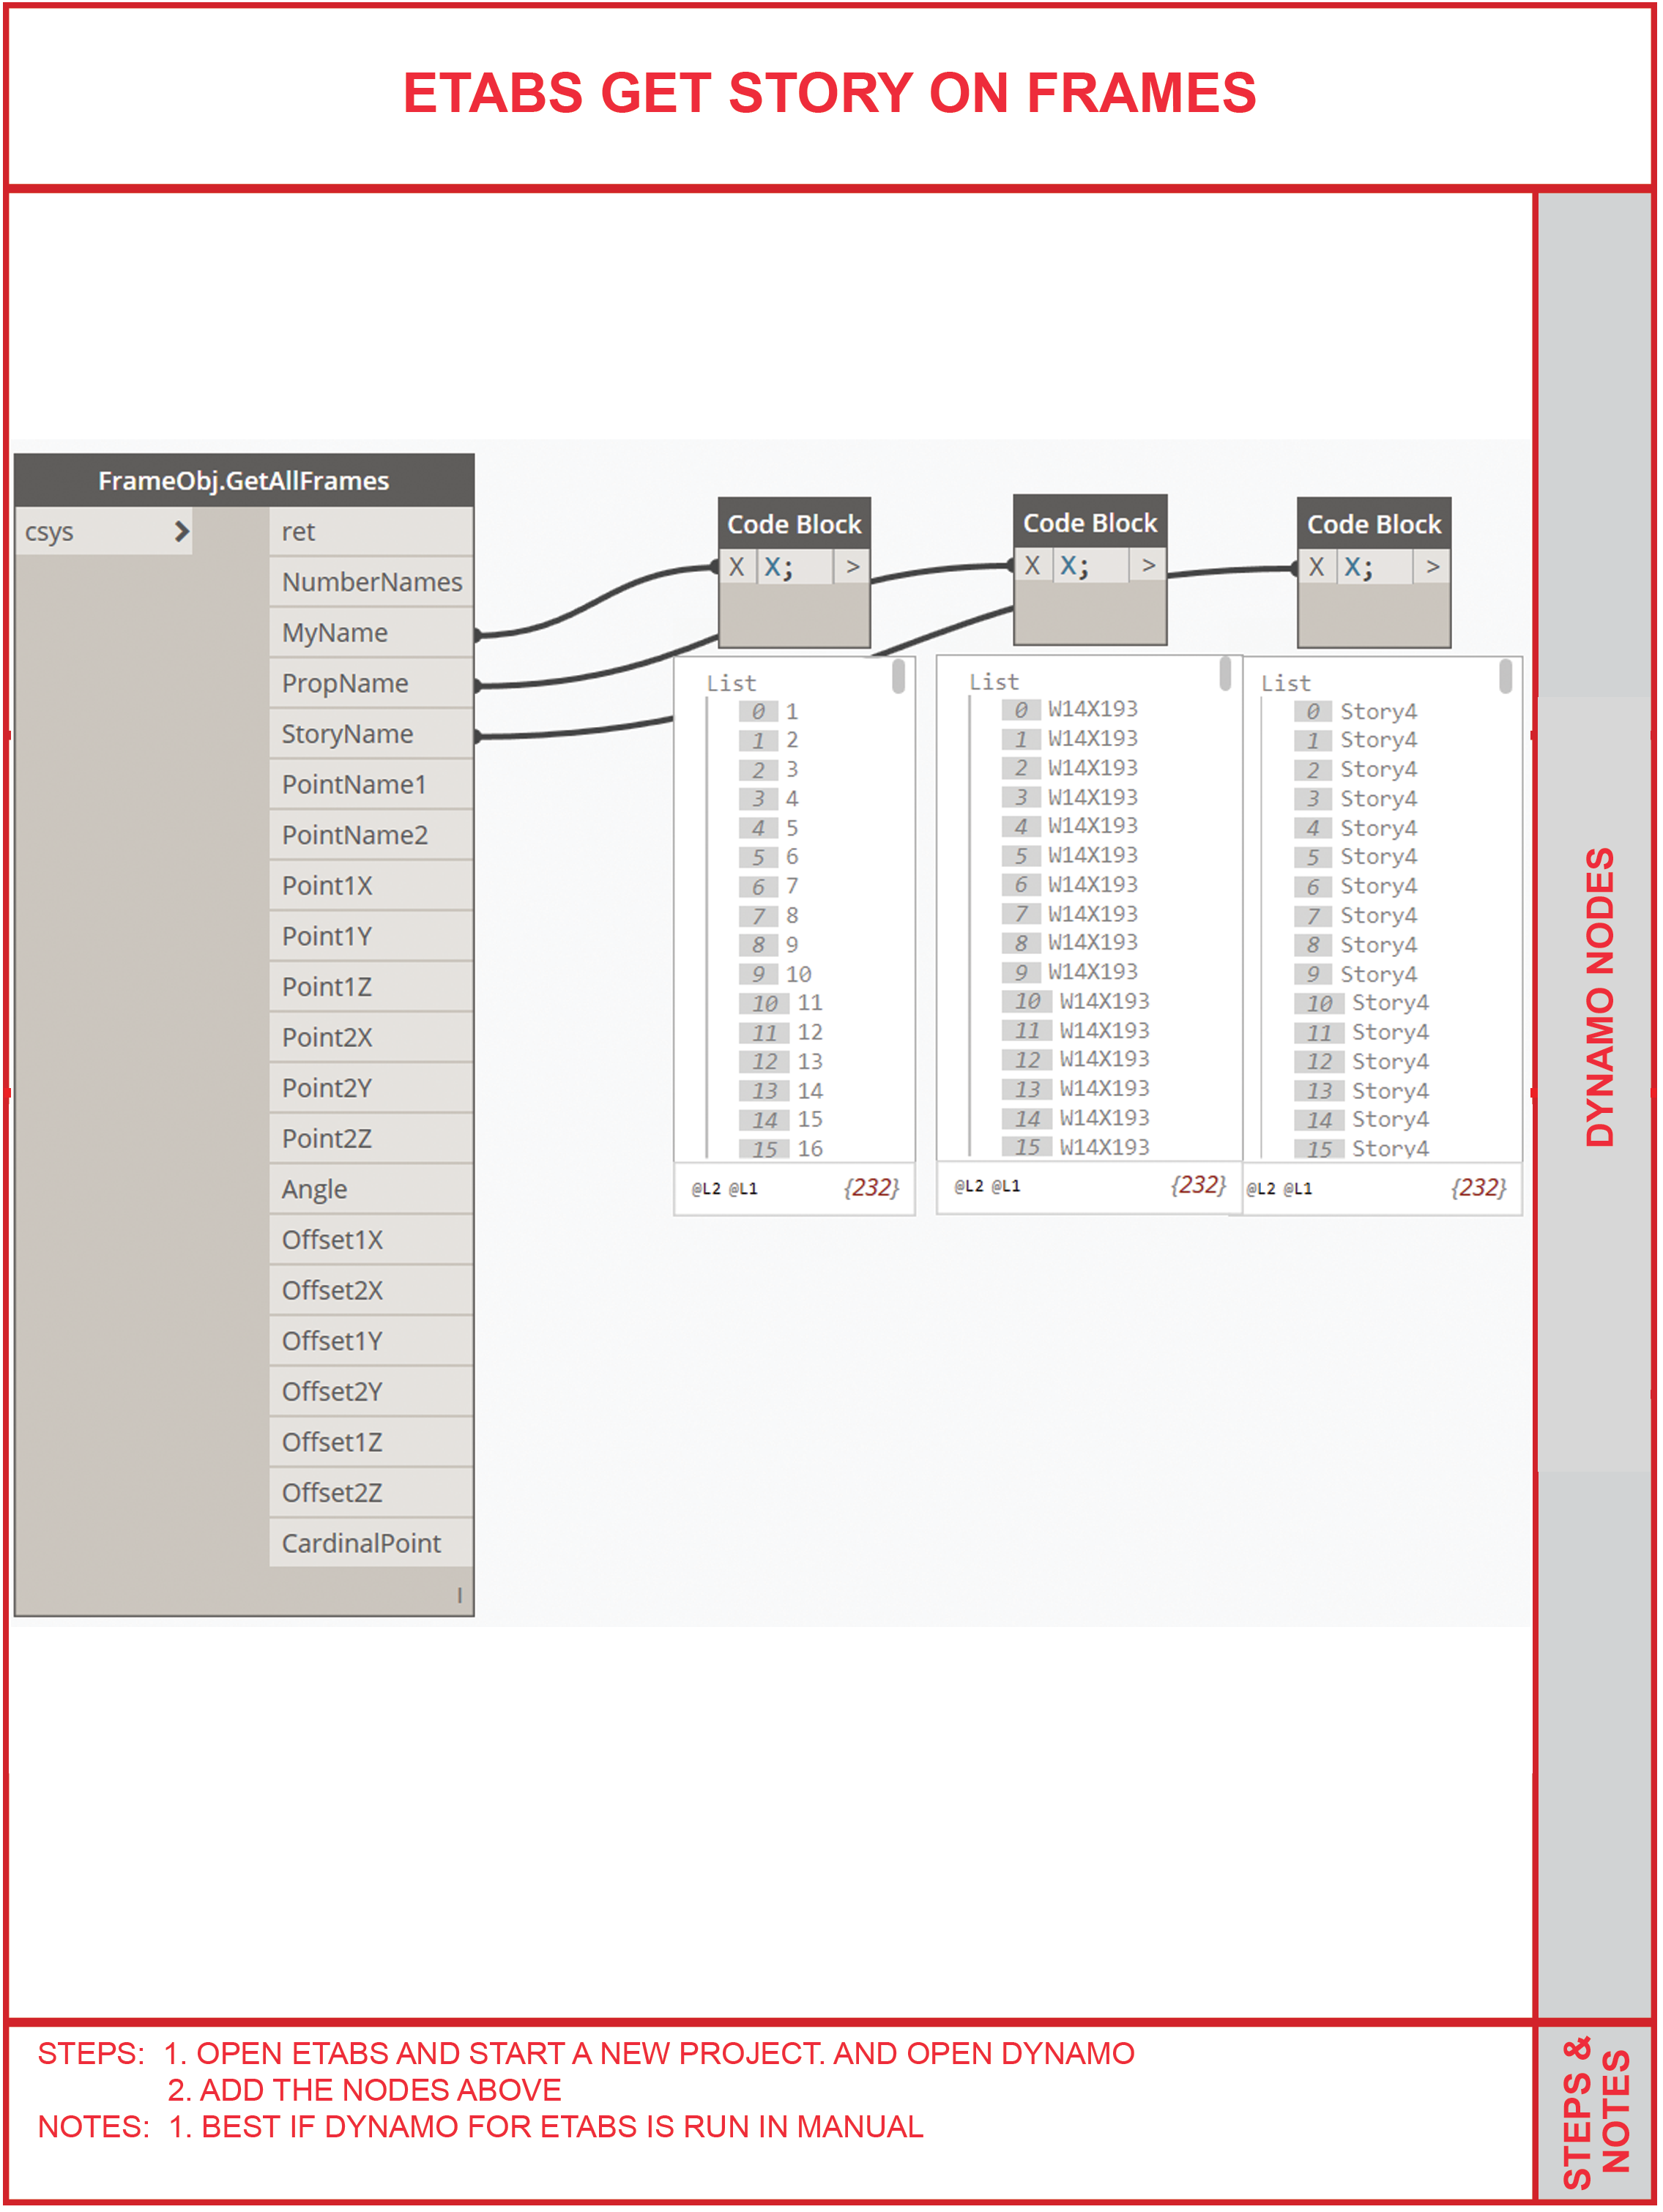 ETABS GET STORY ON FRAMES
FrameObj.GetAllFrames
csys >
ret
NumberNames
MyName
PropName
StoryName
PointName1
PointName2
Point1X
Point1Y
Point1Z
Point2X
Point2Y
Point2Z
Angle
Offset1X
Offset2X
Offset1Y
Offset2Y
Offset1Z
Offset2Z
CardinalPoint
l
Code Block
X X; >
List
0 1
1 2
2 3
3 4
4 5
5 6
6 7
7 8
8 9
9 10
10 11
11 12
12 13
13 14
14 15
15 16
@L2 @L1 {232}
Code Block
X X; >
List
0 W14X193
1 W14X193
2 W14X193
3 W14X193
4 W14X193
5 W14X193
6 W14X193
7 W14X193
8 W14X193
9 W14X193
10 W14X193
11 W14X193
12 W14X193
13 W14X193
14 W14X193
15 W14X193
@L2 @L1 {232}
Code Block
X X; >
List
0 Story4
1 Story4
2 Story4
3 Story4
4 Story4
5 Story4
6 Story4
7 Story4
8 Story4
9 Story4
10 Story4
11 Story4
12 Story4
13 Story4
14 Story4
15 Story4
@L2 @L1 {232}
DYNAMO NODES
STEPS: 1. OPEN ETABS AND START A NEW PROJECT. AND OPEN DYNAMO
2. ADD THE NODES ABOVE
NOTES: 1. BEST IF DYNAMO FOR ETABS IS RUN IN MANUAL
STEPS &
NOTES